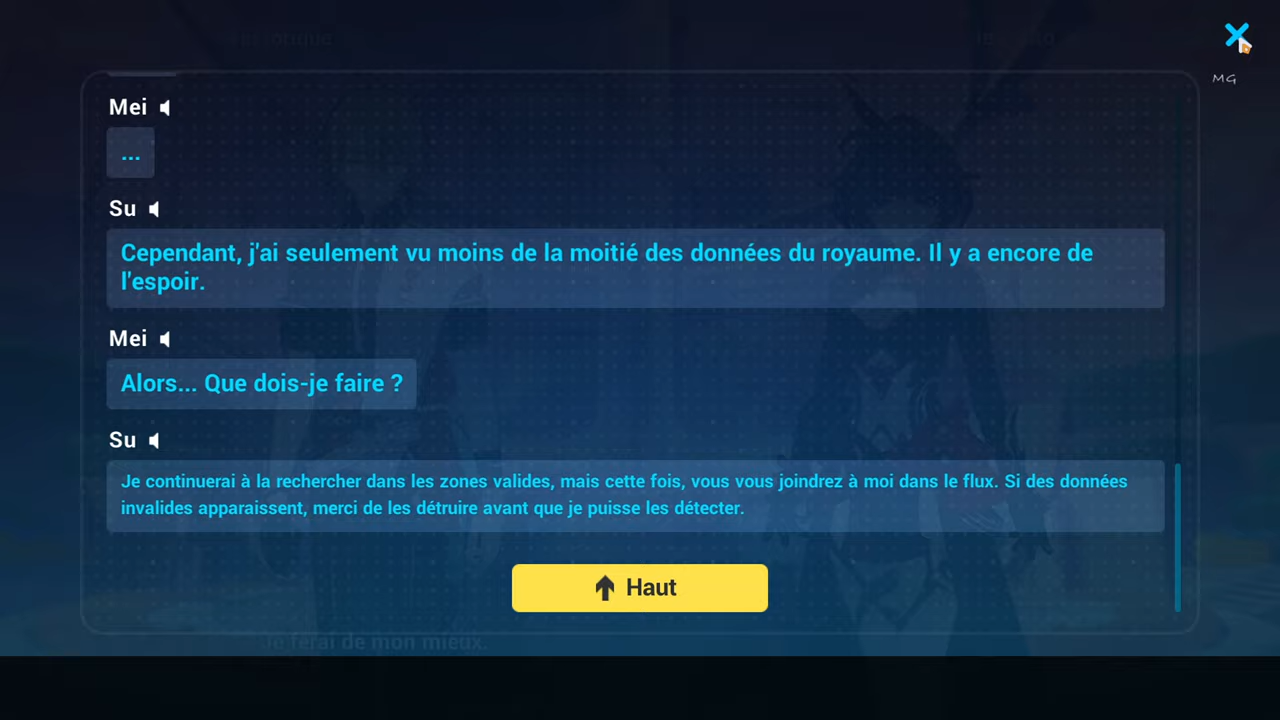 MG
Mei
...
Su
Cependant, j'ai seulement vu moins de la moitié des données du royaume. Il y a encore de
l'espoir.
Mei
Alors... Que dois-je faire ?
Su
Je continuerai à la rechercher dans les zones valides, mais cette fois, vous vous joindrez à moi dans le flux. Si des données
invalides apparaissent, merci de les détruire avant que je puisse les détecter.
Haut
Je ferai de mon mieux.